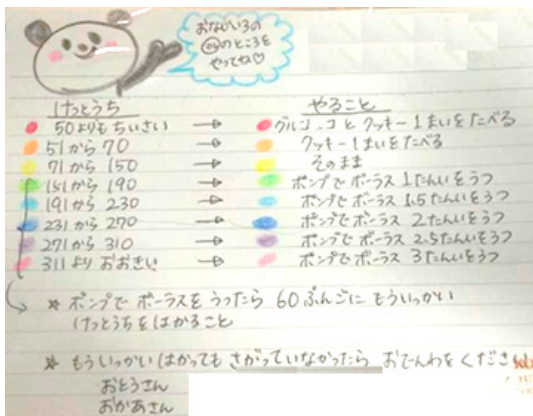 おなじいろの
のところを
やってね♡
けっとうち
やること
50よりもちいさい → グルコースとクッキー1まいをたべる
51から70 → クッキー1まいをたべる
71から150 → そのまま
151から190 → ポンプでボーラス1たんいをうつ
191から230 → ポンプでボーラス1.5たんいをうつ
231から270 → ポンプでボーラス2たんいをうつ
271から310 → ポンプでボーラス2.5たんいをうつ
311よりおおきい → ポンプでボーラス3たんいをうつ
* ポンプでボーラスをうったら60ぷんごにもういっかい
けっとうちをはかること
* もういっかいはかってもさがっていなかったらおでんわをください
おとうさん
おかあさん